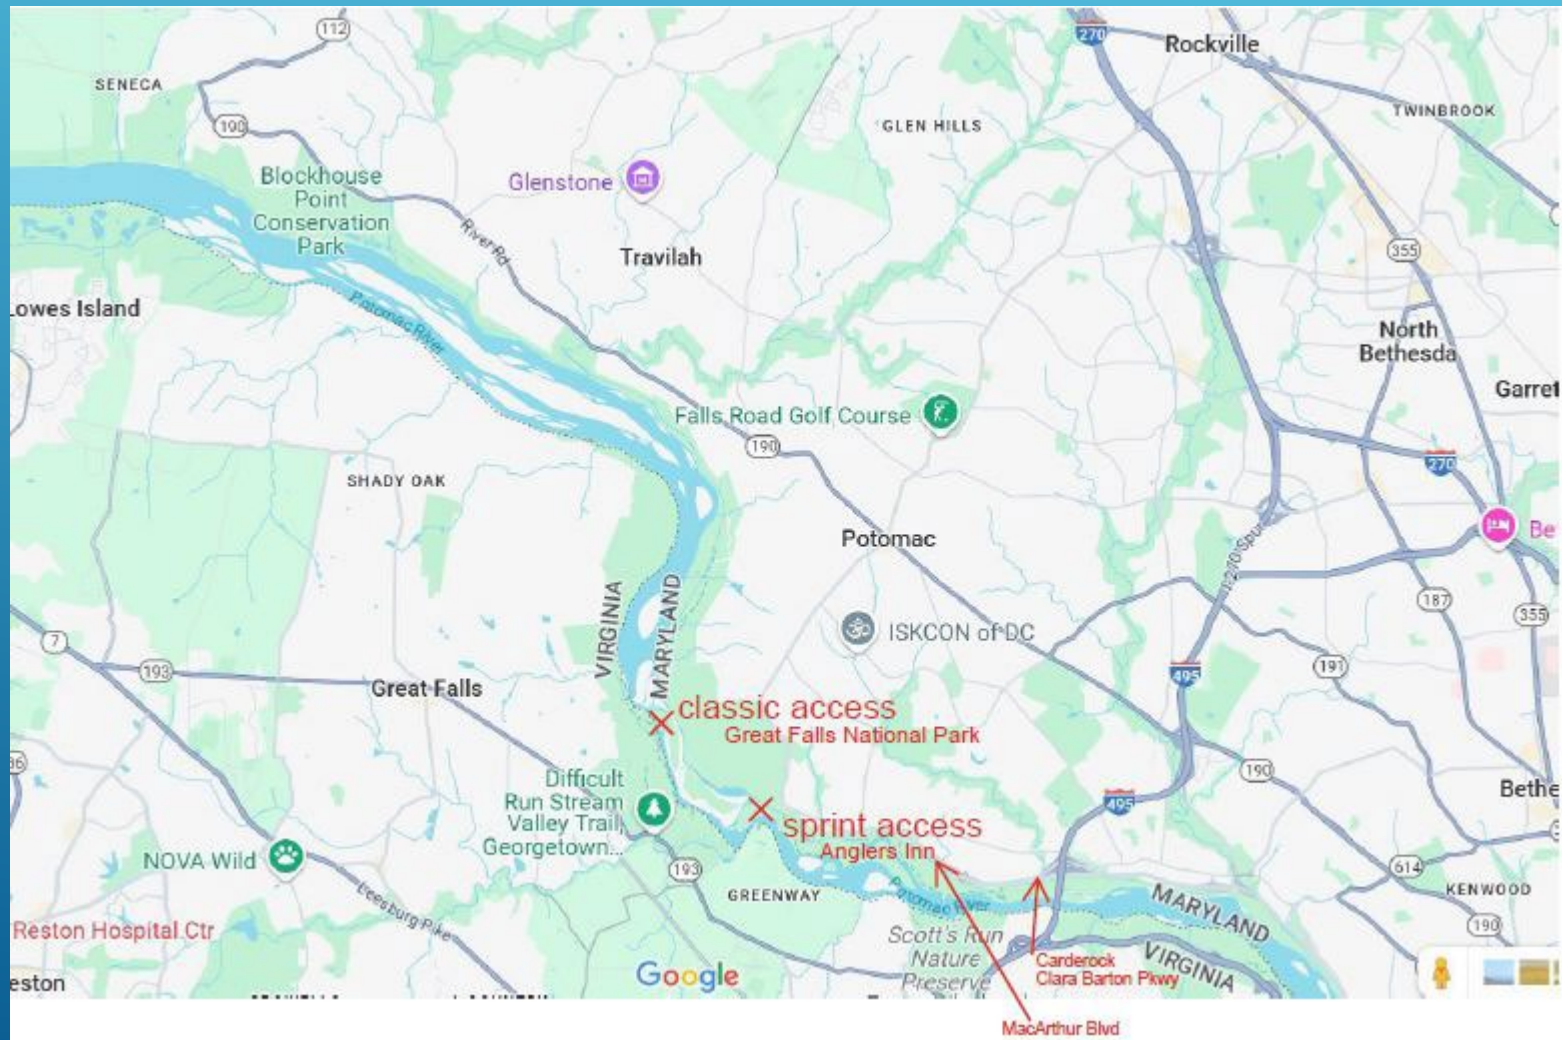 112
270
Rockville
SENECA
TWINBROOK
190
GLEN HILLS
Blockhouse
Point
Conservation
Park
Glenstone
River Rd
355
Travilah
Lowes Island
Potomac River
North
Bethesda
Garret
Falls Road Golf Course
190
270
SHADY OAK
Potomac
Be
I-270 Spur
VIRGINIA
MARYLAND
187
355
7
ISKCON of DC
193
191
495
Great Falls
classic access
Great Falls National Park
190
Difficult
Run Stream
Valley Trail,
Georgetown...
Bethe
495
sprint access
Anglers Inn
NOVA Wild
193
614
GREENWAY
KENWOOD
Leesburg Pike
Potomac River
MARYLAND
190
Reston Hospital Ctr
Scott's Run
Nature
Preserve
VIRGINIA
Carderock
Clara Barton Pkwy
Google
eston
MacArthur Blvd